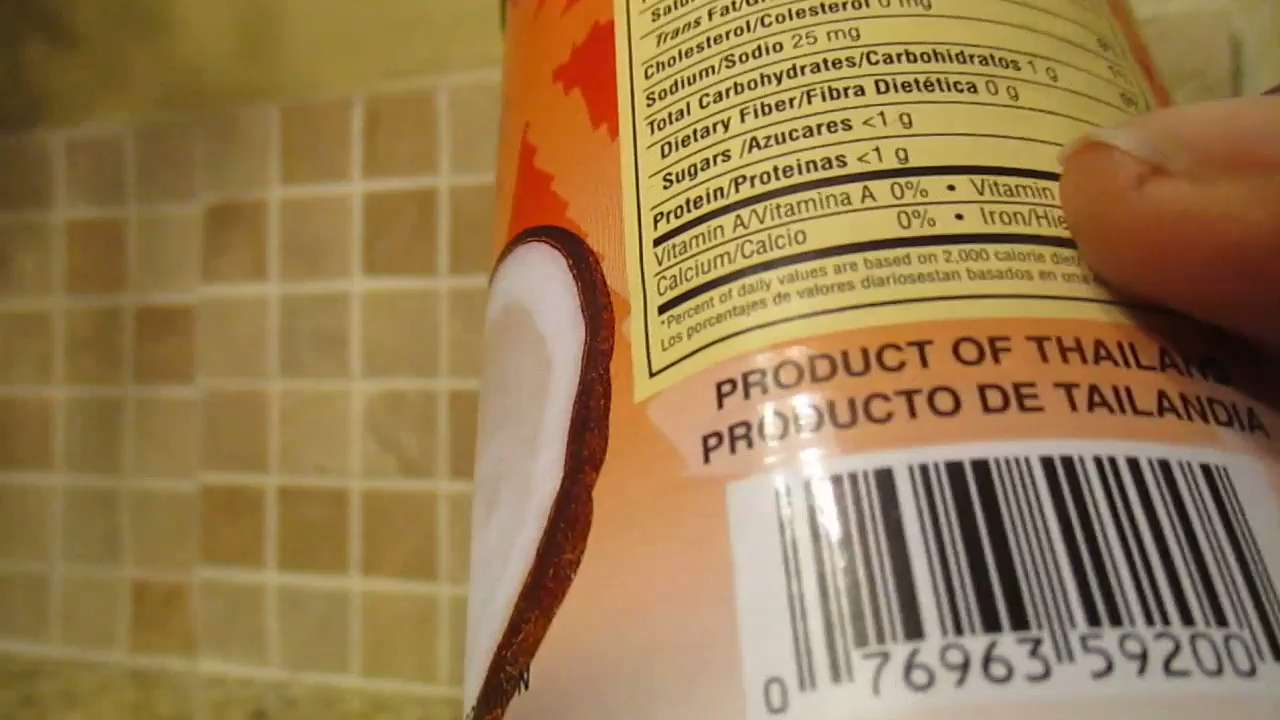 Trans Fat/
Cholesterol/Colesterol 0 mg
Sodium/Sodio 25 mg
Total Carbohydrates/Carbohidratos 1 g
Dietary Fiber/Fibra Dietética 0 g
Sugars /Azucares <1 g
Protein/Proteinas <1 g
Vitamin A/Vitamina A 0% • Vitamin
Calcium/Calcio 0% • Iron/Hie
*Percent of daily values are based on 2,000 calorie
Los porcentajes de valores diariosestan basados en una
PRODUCT OF THAILAND
PRODUCTO DE TAILANDIA
0 76963 59200